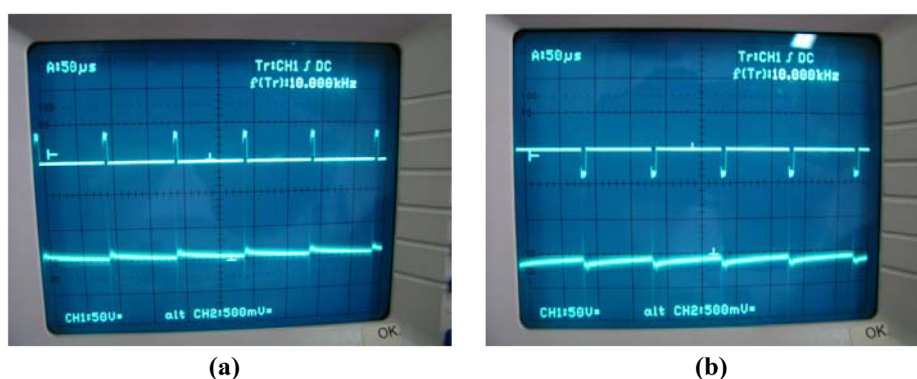 A:50µs Tr:CH1 ∫ DC
f(Tr):10.000kHz
CH1:50V= alt CH2:500mV=
OK.
(a)
A:50µs Tr:CH1 ∫ DC
f(Tr):10.000kHz
CH1:50V= alt CH2:500mV=
OK.
(b)